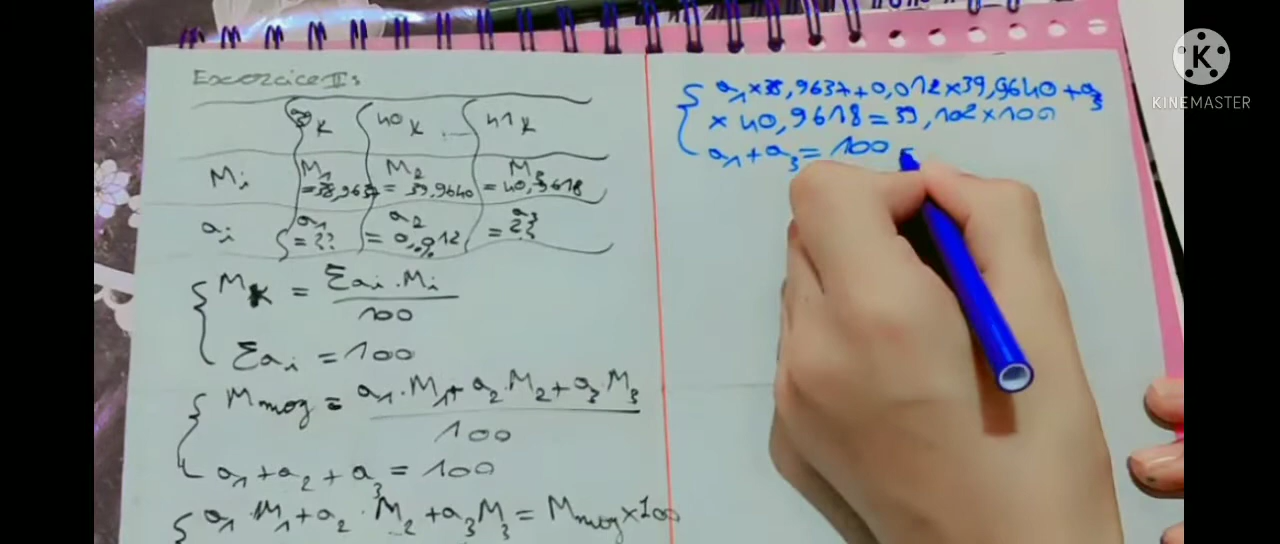 Exercice II:
39K 40K 41K
Mi M1 =38,9637 M2 = 39,9640 M3 = 40,9618
ai a1 = ?? a2 = 0,012 % a3 = ??
{ MK = Σai.Mi / 100
Σai = 100
{ Mmoy = a1.M1+a2.M2+a3.M3 / 100
a1+a2+a3 = 100
{ a1.M1+a2.M2+a3M3 = Mmoy×100
{ a1×38,9637+0,012×39,9640+a3
×40,9618=39,102×100
a1+a3=100
K
KINEMASTER